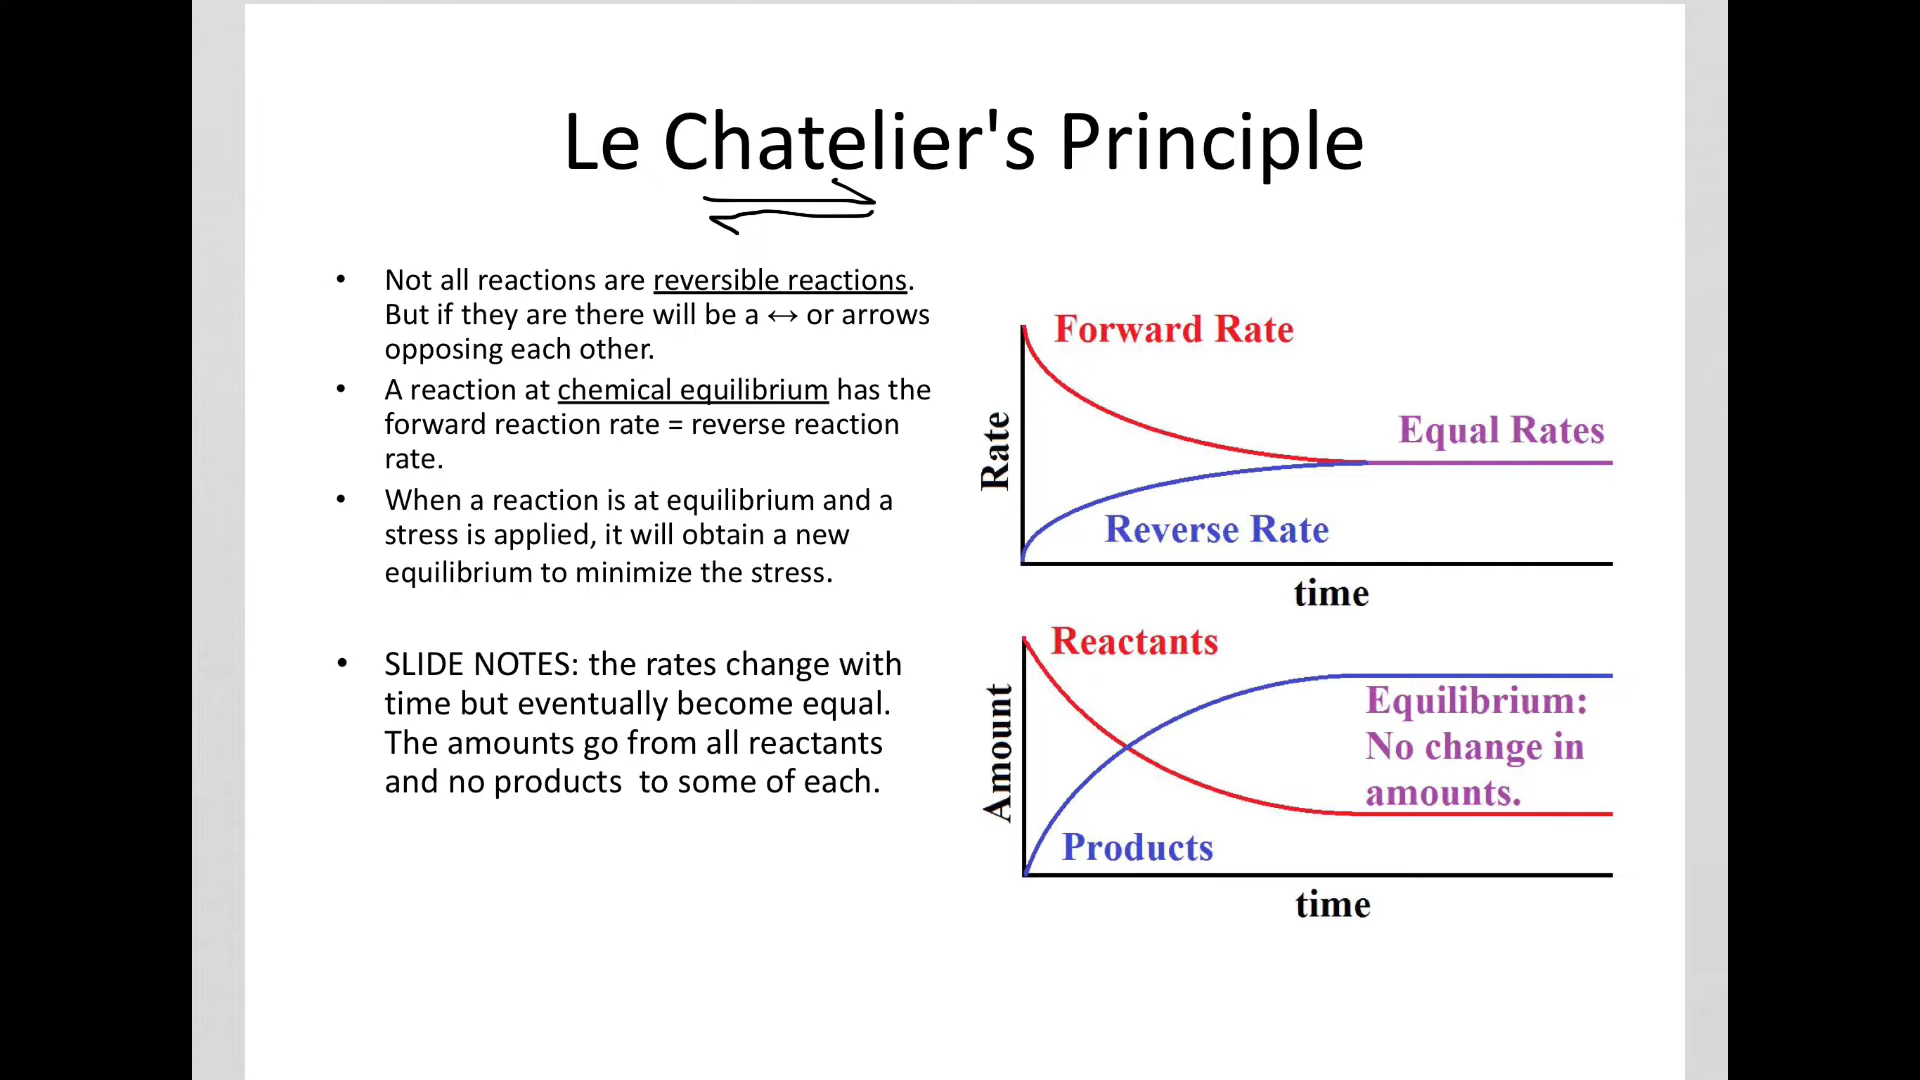 Le Chatelier's Principle
• Not all reactions are reversible reactions.
But if they are there will be a ↔ or arrows
opposing each other.
• A reaction at chemical equilibrium has the
forward reaction rate = reverse reaction
rate.
• When a reaction is at equilibrium and a
stress is applied, it will obtain a new
equilibrium to minimize the stress.
• SLIDE NOTES: the rates change with
time but eventually become equal.
The amounts go from all reactants
and no products to some of each.
Forward Rate
Equal Rates
Rate
Reverse Rate
time
Reactants
Equilibrium:
No change in
amounts.
Amount
Products
time